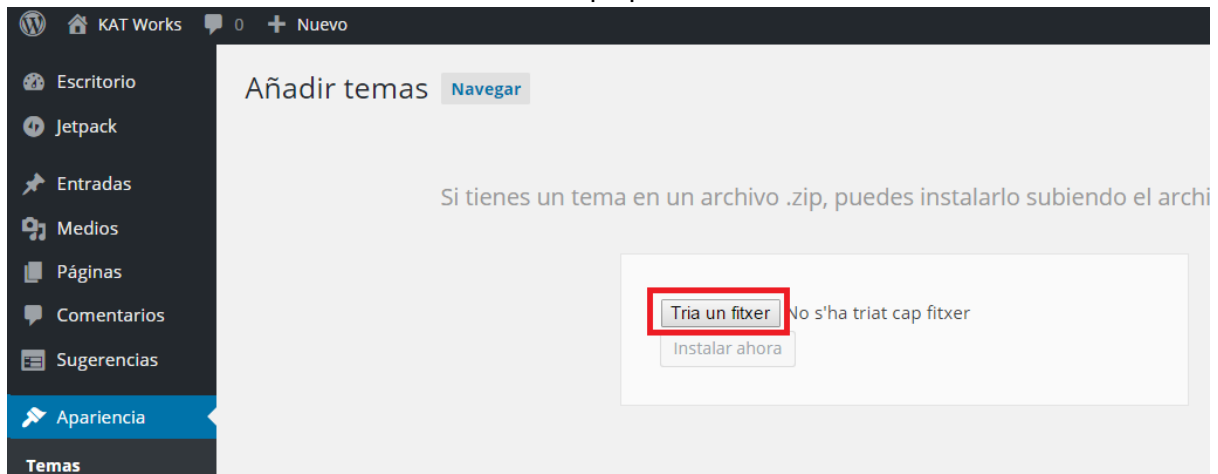 KAT Works 0 + Nuevo
Escritorio
Jetpack
Entradas
Medios
Páginas
Comentarios
Sugerencias
Apariencia
Temas
Añadir temas Navegar
Si tienes un tema en un archivo .zip, puedes instalarlo subiendo el archi
Tria un fitxer No s'ha triat cap fitxer
Instalar ahora